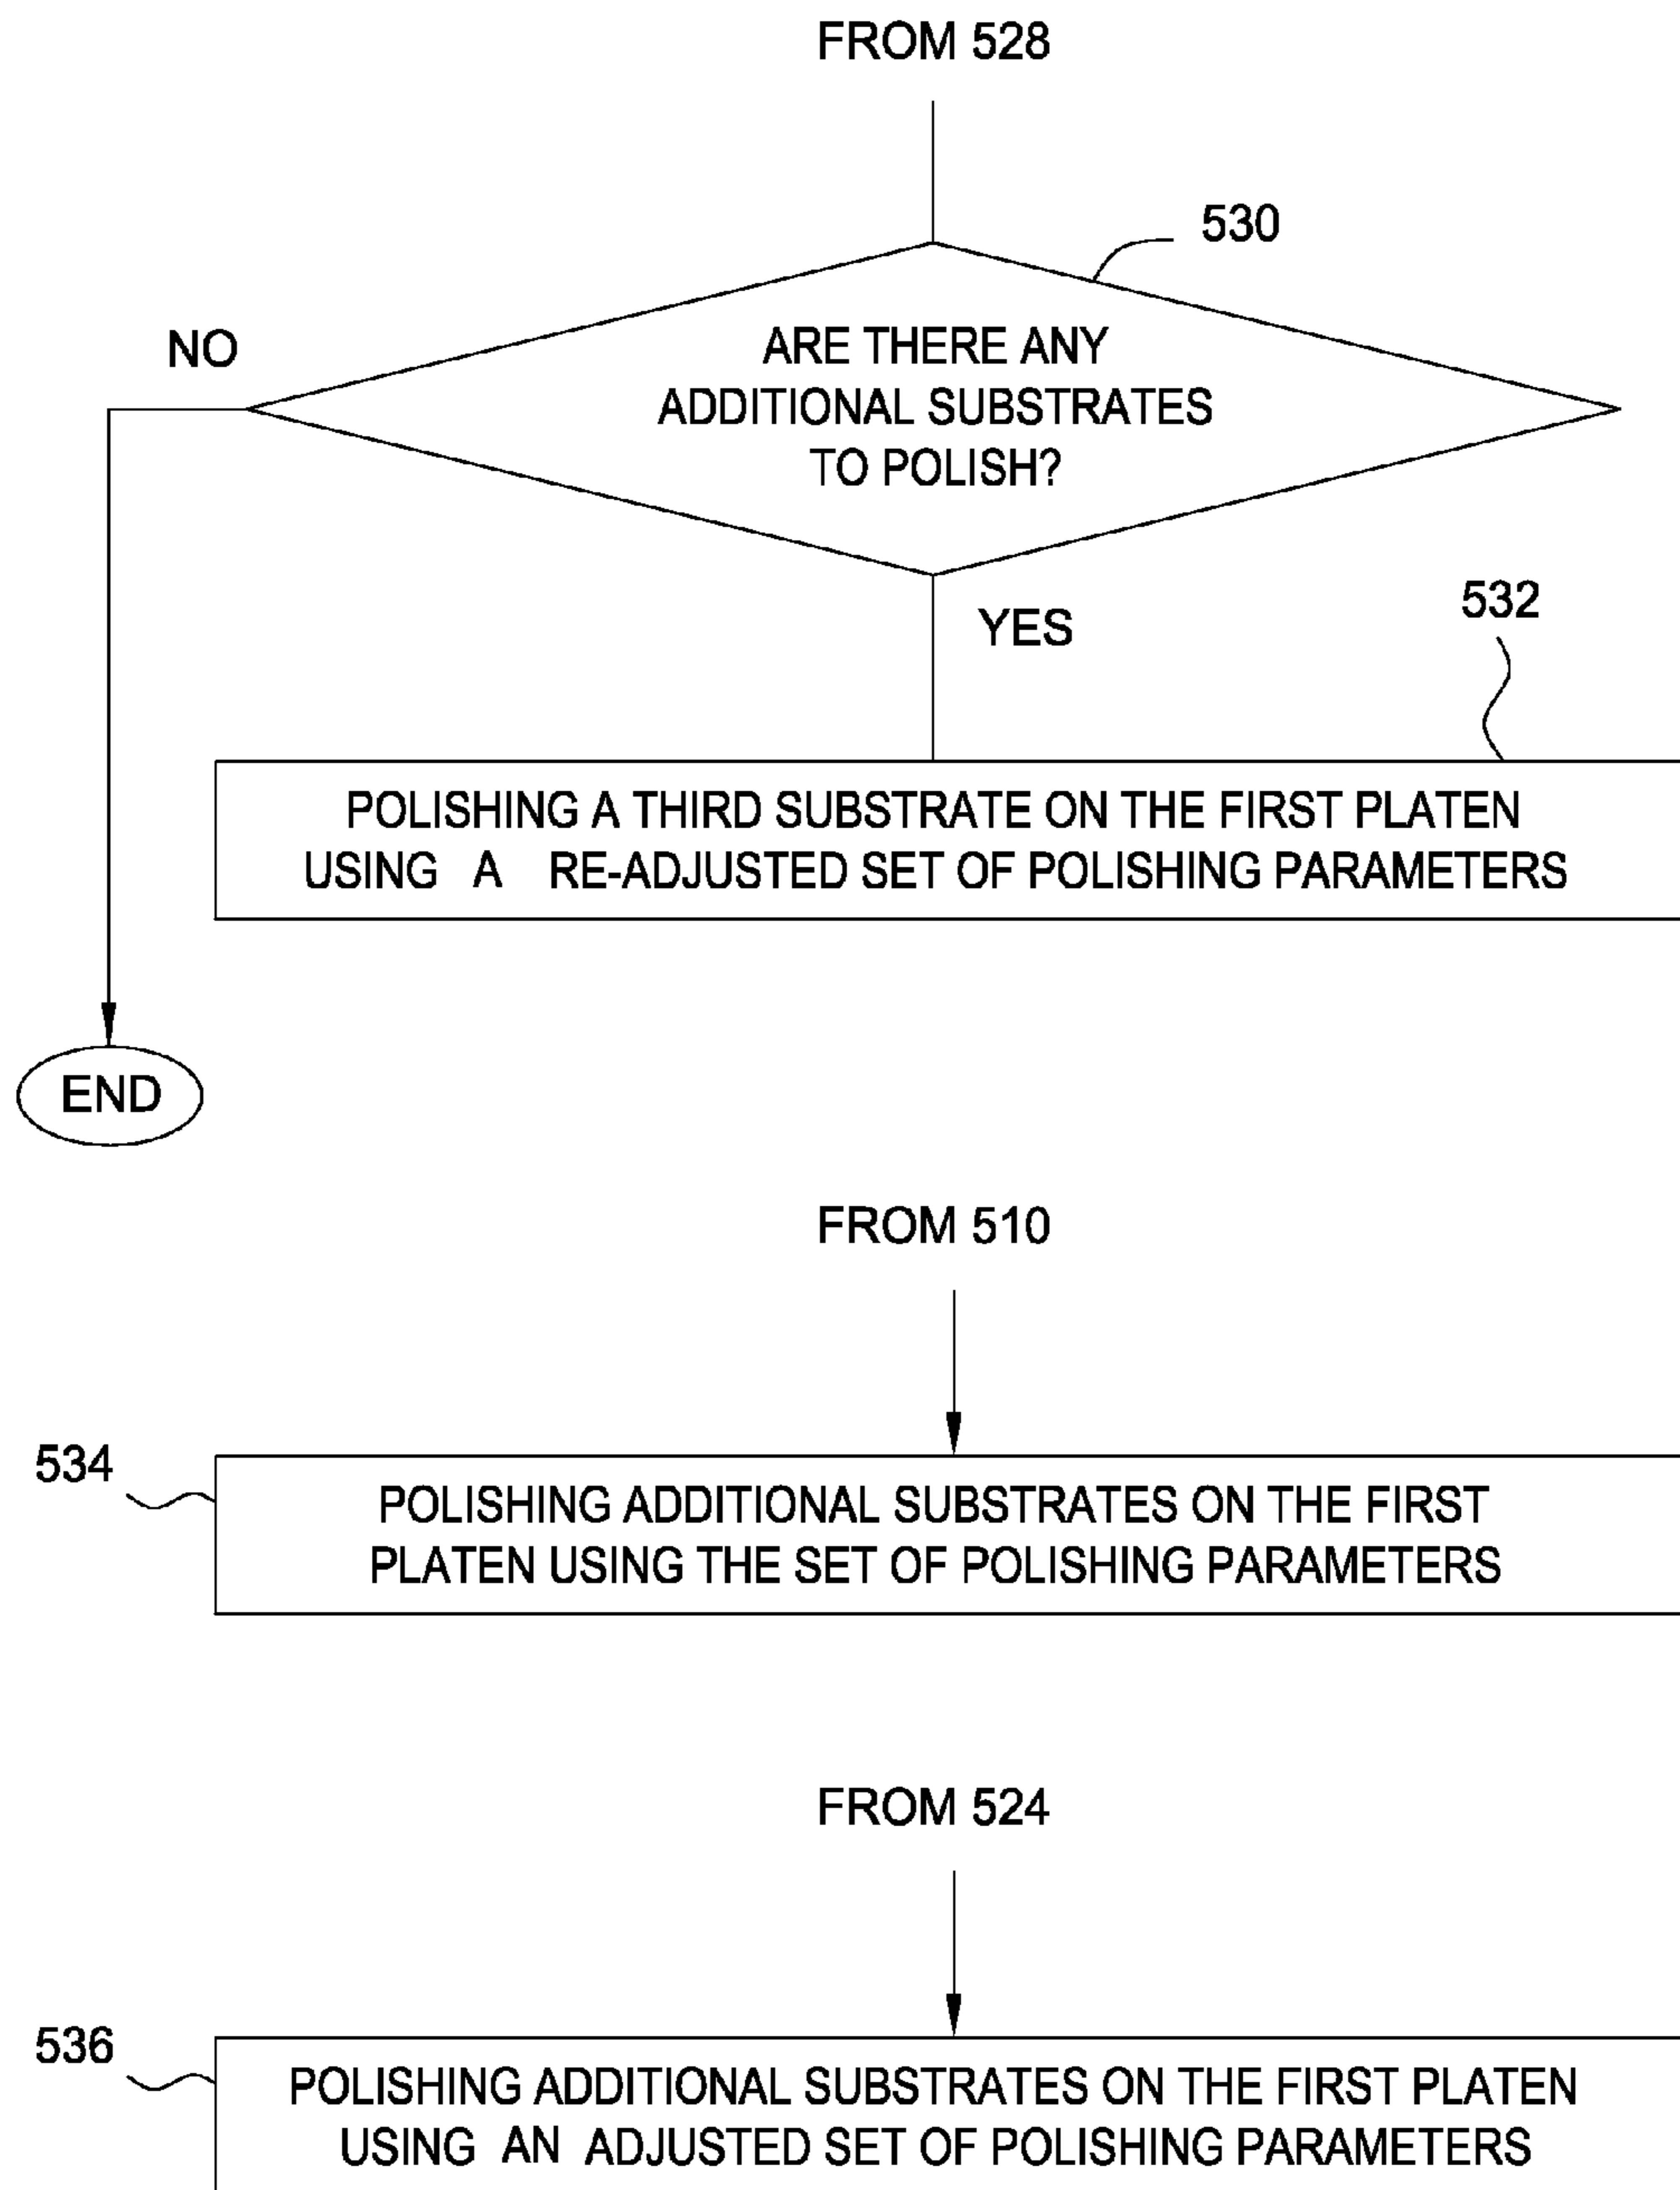 FROM 528
530
NO
ARE THERE ANY
ADDITIONAL SUBSTRATES
TO POLISH?
YES
532
POLISHING A THIRD SUBSTRATE ON THE FIRST PLATEN
USING A RE-ADJUSTED SET OF POLISHING PARAMETERS
END
FROM 510
534
POLISHING ADDITIONAL SUBSTRATES ON THE FIRST
PLATEN USING THE SET OF POLISHING PARAMETERS
FROM 524
536
POLISHING ADDITIONAL SUBSTRATES ON THE FIRST PLATEN
USING AN ADJUSTED SET OF POLISHING PARAMETERS